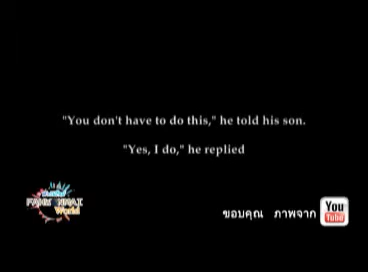 "You don't have to do this," he told his son.
"Yes, I do," he replied
World
ขอบคุณ ภาพจาก
You
Tube